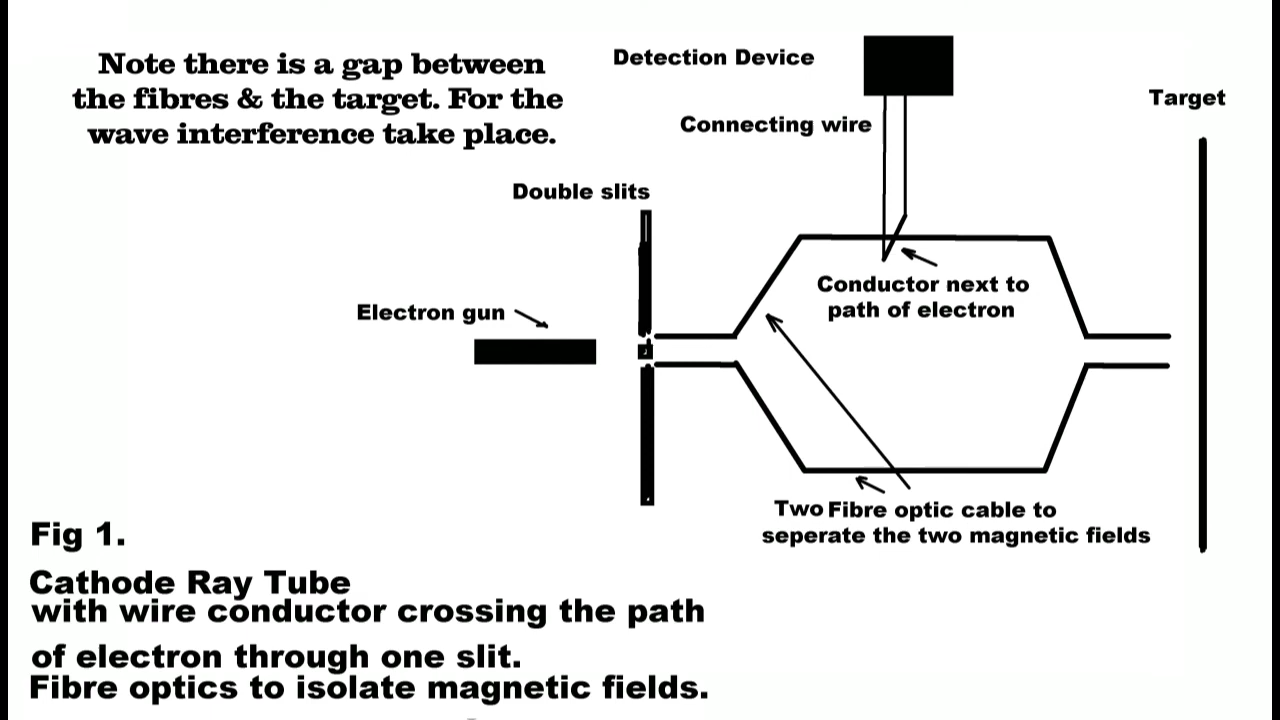 Note there is a gap between
the fibres & the target. For the
wave interference take place.
Detection Device
Target
Connecting wire
Double slits
Conductor next to
path of electron
Electron gun
Two Fibre optic cable to
seperate the two magnetic fields
Fig 1.
Cathode Ray Tube
with wire conductor crossing the path
of electron through one slit.
Fibre optics to isolate magnetic fields.